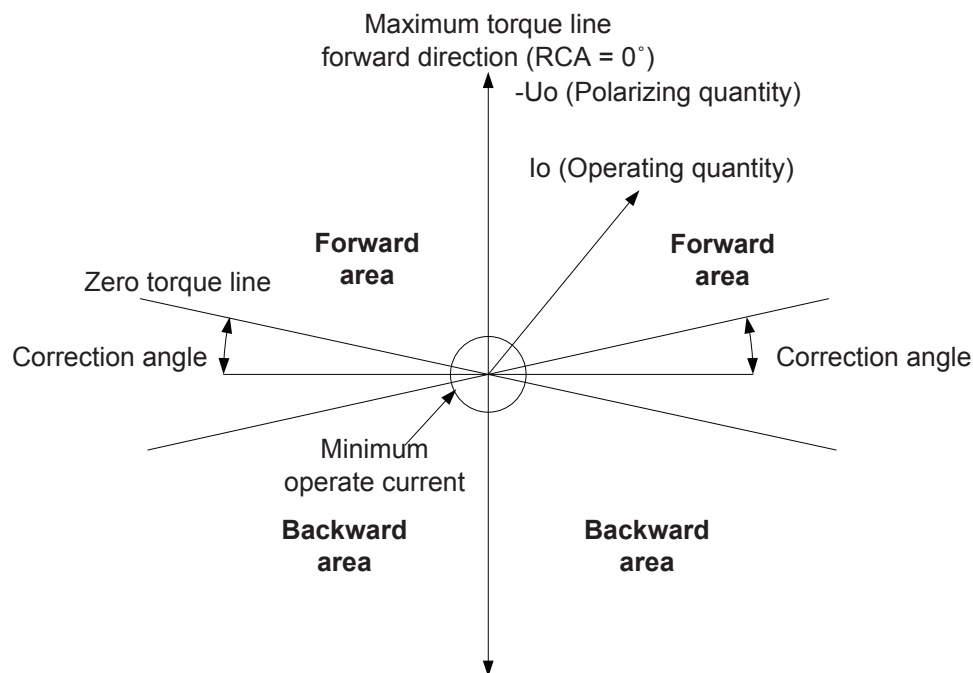 Maximum torque line
forward direction (RCA = 0˚)
-Uo (Polarizing quantity)
Io (Operating quantity)
Forward
area
Forward
area
Zero torque line
Correction angle
Correction angle
Minimum
operate current
Backward
area
Backward
area